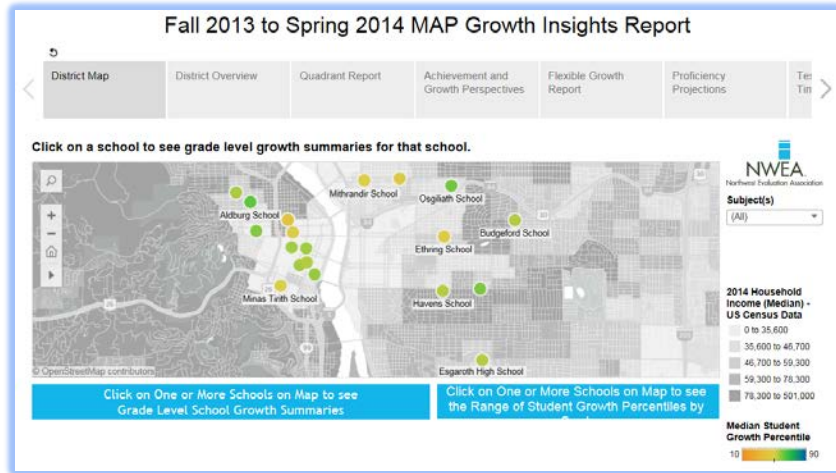 Fall 2013 to Spring 2014 MAP Growth Insights Report
District Map
District Overview
Quadrant Report
Achievement and
Growth Perspectives
Flexible Growth
Report
Proficiency
Projections
Click on a school to see grade level growth summaries for that school.
NWEA
Northwest Evaluation Association
Subject(s)
(All)
Mithrandir School
Osgiliath School
Aldburg School
Budgeford School
Ethring School
Minas Tirith School
Havens School
Esgaroth High School
© OpenStreetMap contributors
2014 Household
Income (Median) -
US Census Data
0 to 35,600
35,600 to 46,700
46,700 to 59,300
59,300 to 78,300
78,300 to 501,000
Click on One or More Schools on Map to see
Grade Level School Growth Summaries
Click on One or More Schools on Map to see
the Range of Student Growth Percentiles by
Median Student
Growth Percentile
10
90